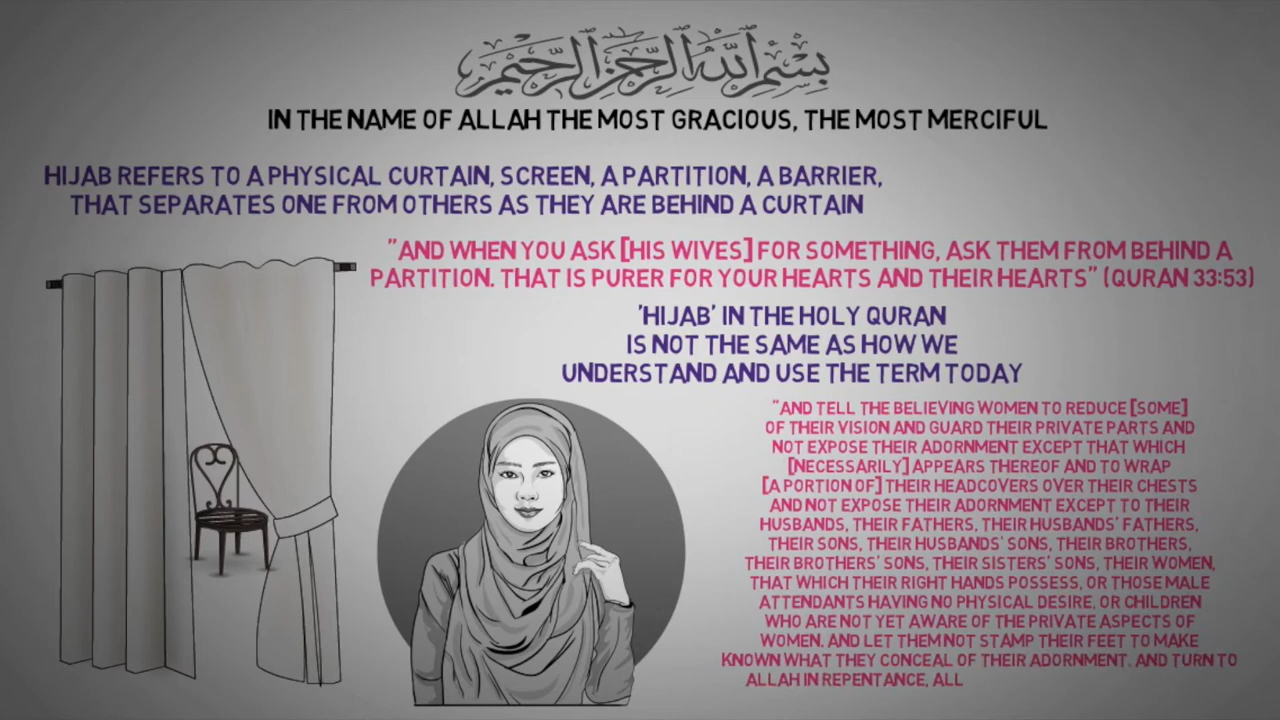 بِسْمِ ٱللَّٰهِ ٱلرَّحْمَٰنِ ٱلرَّحِيمِ
IN THE NAME OF ALLAH THE MOST GRACIOUS, THE MOST MERCIFUL
HIJAB REFERS TO A PHYSICAL CURTAIN, SCREEN, A PARTITION, A BARRIER,
THAT SEPARATES ONE FROM OTHERS AS THEY ARE BEHIND A CURTAIN
"AND WHEN YOU ASK [HIS WIVES] FOR SOMETHING, ASK THEM FROM BEHIND A
PARTITION. THAT IS PURER FOR YOUR HEARTS AND THEIR HEARTS" (QURAN 33:53)
'HIJAB' IN THE HOLY QURAN
IS NOT THE SAME AS HOW WE
UNDERSTAND AND USE THE TERM TODAY
"AND TELL THE BELIEVING WOMEN TO REDUCE [SOME]
OF THEIR VISION AND GUARD THEIR PRIVATE PARTS AND
NOT EXPOSE THEIR ADORNMENT EXCEPT THAT WHICH
[NECESSARILY] APPEARS THEREOF AND TO WRAP
[A PORTION OF] THEIR HEADCOVERS OVER THEIR CHESTS
AND NOT EXPOSE THEIR ADORNMENT EXCEPT TO THEIR
HUSBANDS, THEIR FATHERS, THEIR HUSBANDS' FATHERS,
THEIR SONS, THEIR HUSBANDS' SONS, THEIR BROTHERS,
THEIR BROTHERS' SONS, THEIR SISTERS' SONS, THEIR WOMEN,
THAT WHICH THEIR RIGHT HANDS POSSESS, OR THOSE MALE
ATTENDANTS HAVING NO PHYSICAL DESIRE, OR CHILDREN
WHO ARE NOT YET AWARE OF THE PRIVATE ASPECTS OF
WOMEN. AND LET THEM NOT STAMP THEIR FEET TO MAKE
KNOWN WHAT THEY CONCEAL OF THEIR ADORNMENT. AND TURN TO
ALLAH IN REPENTANCE, ALL